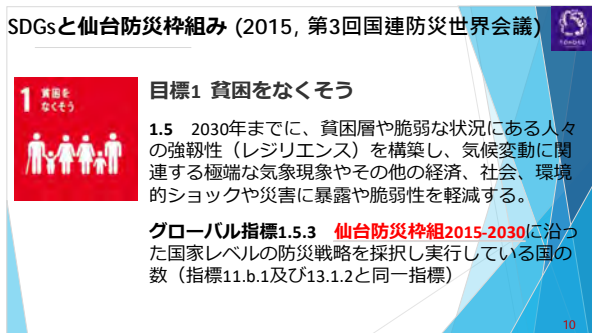 SDGsと仙台防災枠組み (2015, 第3回国連防災世界会議)
1 貧困を
なくそう
目標1 貧困をなくそう
1.5　2030年までに、貧困層や脆弱な状況にある人々
の強靭性（レジリエンス）を構築し、気候変動に関
連する極端な気象現象やその他の経済、社会、環境
的ショックや災害に暴露や脆弱性を軽減する。
グローバル指標1.5.3　仙台防災枠組2015-2030に沿っ
た国家レベルの防災戦略を採択し実行している国の
数（指標11.b.1及び13.1.2と同一指標）
10